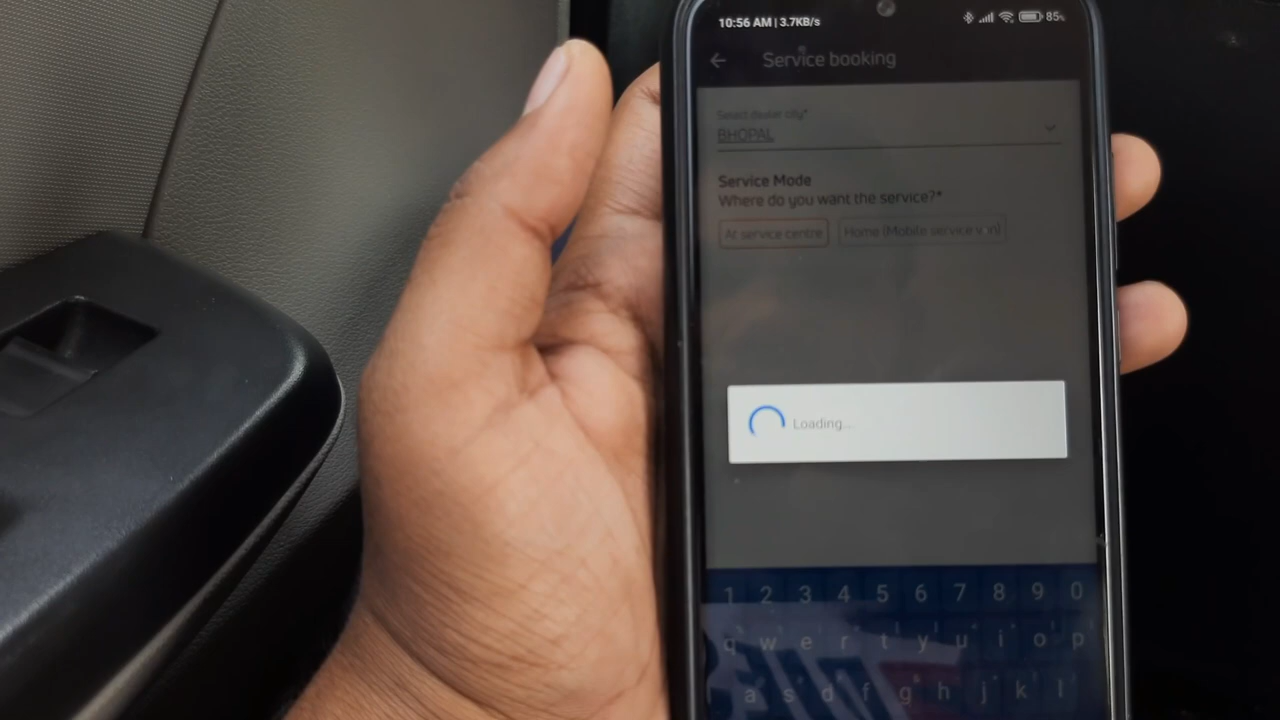 10:56 AM | 3.7KB/s
85%
Service booking
Select dealer city*
BHOPAL
Service Mode
Where do you want the service?*
At service centre Home (Mobile service van)
Loading...
1 2 3 4 5 6 7 8 9 0
q w e r t y u i o p
a s d f g h j k l